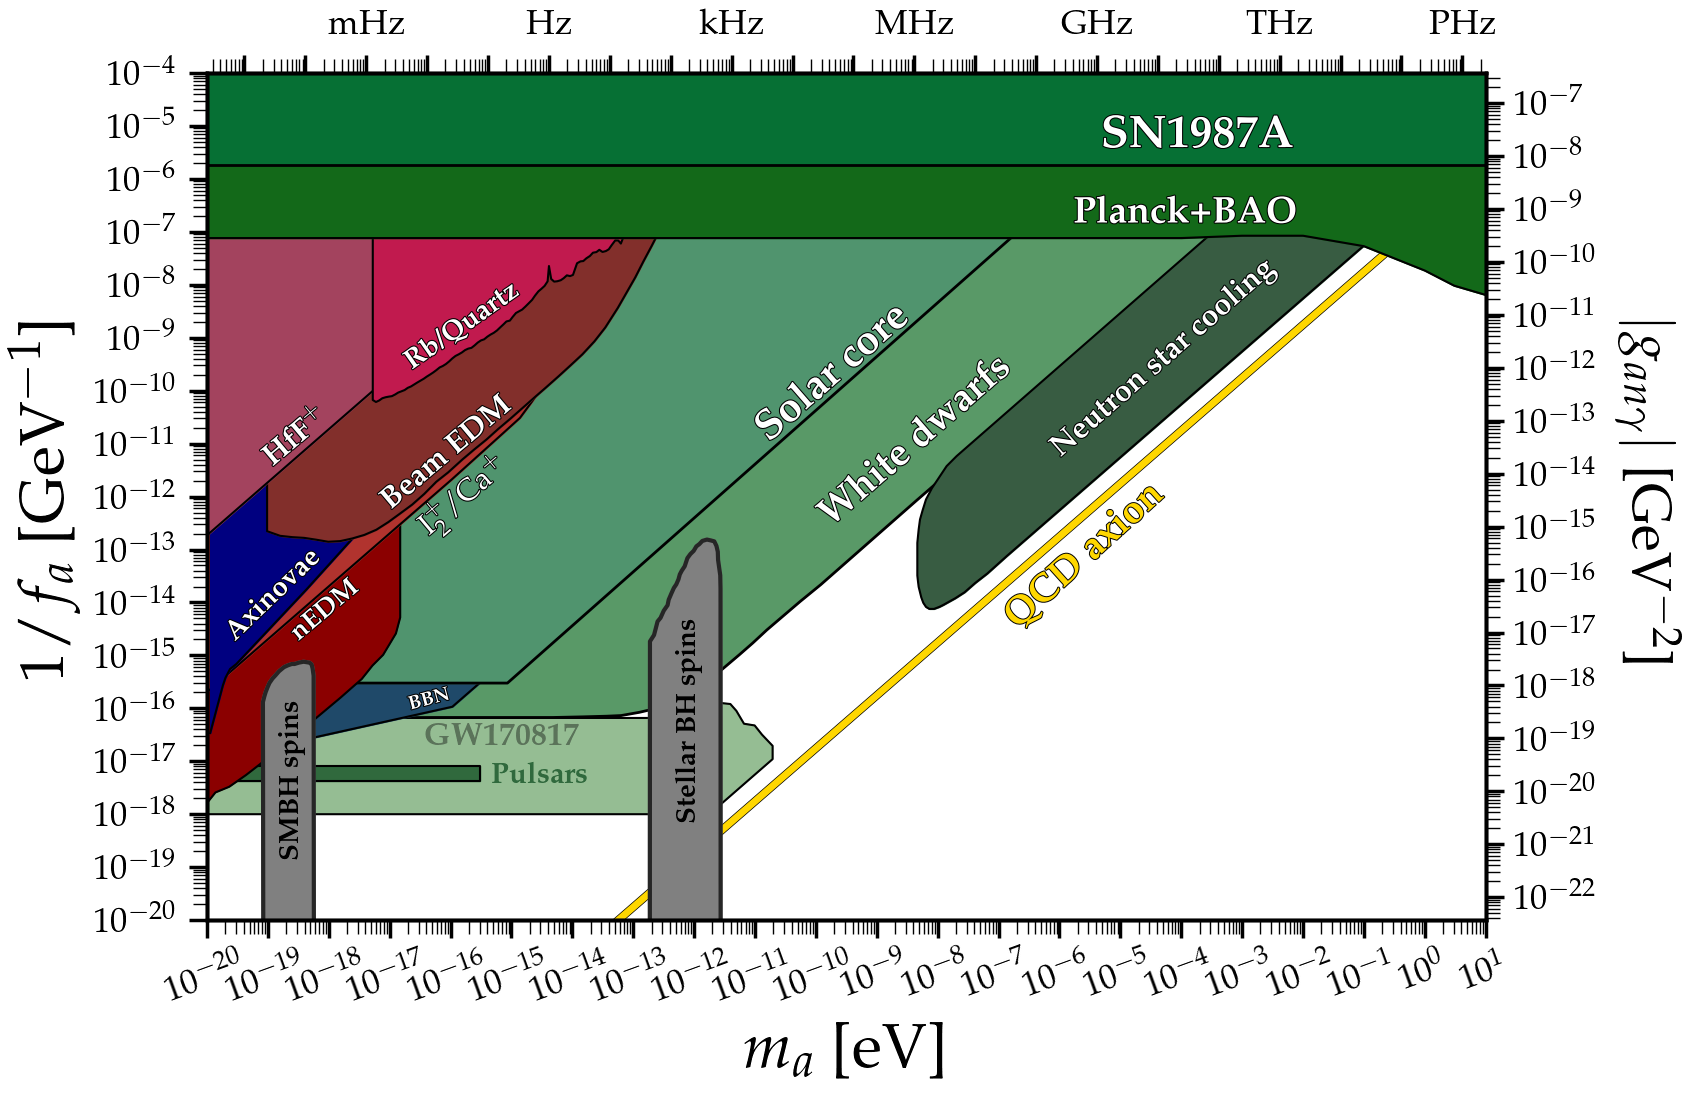 mHz Hz kHz MHz GHz THz PHz
10⁻⁴
10⁻⁵
10⁻⁶
10⁻⁷
10⁻⁸
10⁻⁹
10⁻¹⁰
10⁻¹¹
10⁻¹²
10⁻¹³
10⁻¹⁴
10⁻¹⁵
10⁻¹⁶
10⁻¹⁷
10⁻¹⁸
10⁻¹⁹
10⁻²⁰
1/fₐ [GeV⁻¹]
SN1987A
Planck+BAO
HfF⁺
Rb/Quartz
Beam EDM
I₂⁺/Ca⁺
Solar core
White dwarfs
Neutron star cooling
QCD axion
Axinovae
nEDM
BBN
GW170817
Pulsars
SMBH spins
Stellar BH spins
10⁻⁷
10⁻⁸
10⁻⁹
10⁻¹⁰
10⁻¹¹
10⁻¹²
10⁻¹³
10⁻¹⁴
10⁻¹⁵
10⁻¹⁶
10⁻¹⁷
10⁻¹⁸
10⁻¹⁹
10⁻²⁰
10⁻²¹
10⁻²²
|gₐₙᵧ| [GeV⁻²]
10⁻²⁰ 10⁻¹⁹ 10⁻¹⁸ 10⁻¹⁷ 10⁻¹⁶ 10⁻¹⁵ 10⁻¹⁴ 10⁻¹³ 10⁻¹² 10⁻¹¹ 10⁻¹⁰ 10⁻⁹ 10⁻⁸ 10⁻⁷ 10⁻⁶ 10⁻⁵ 10⁻⁴ 10⁻³ 10⁻² 10⁻¹ 10⁰ 10¹
mₐ [eV]